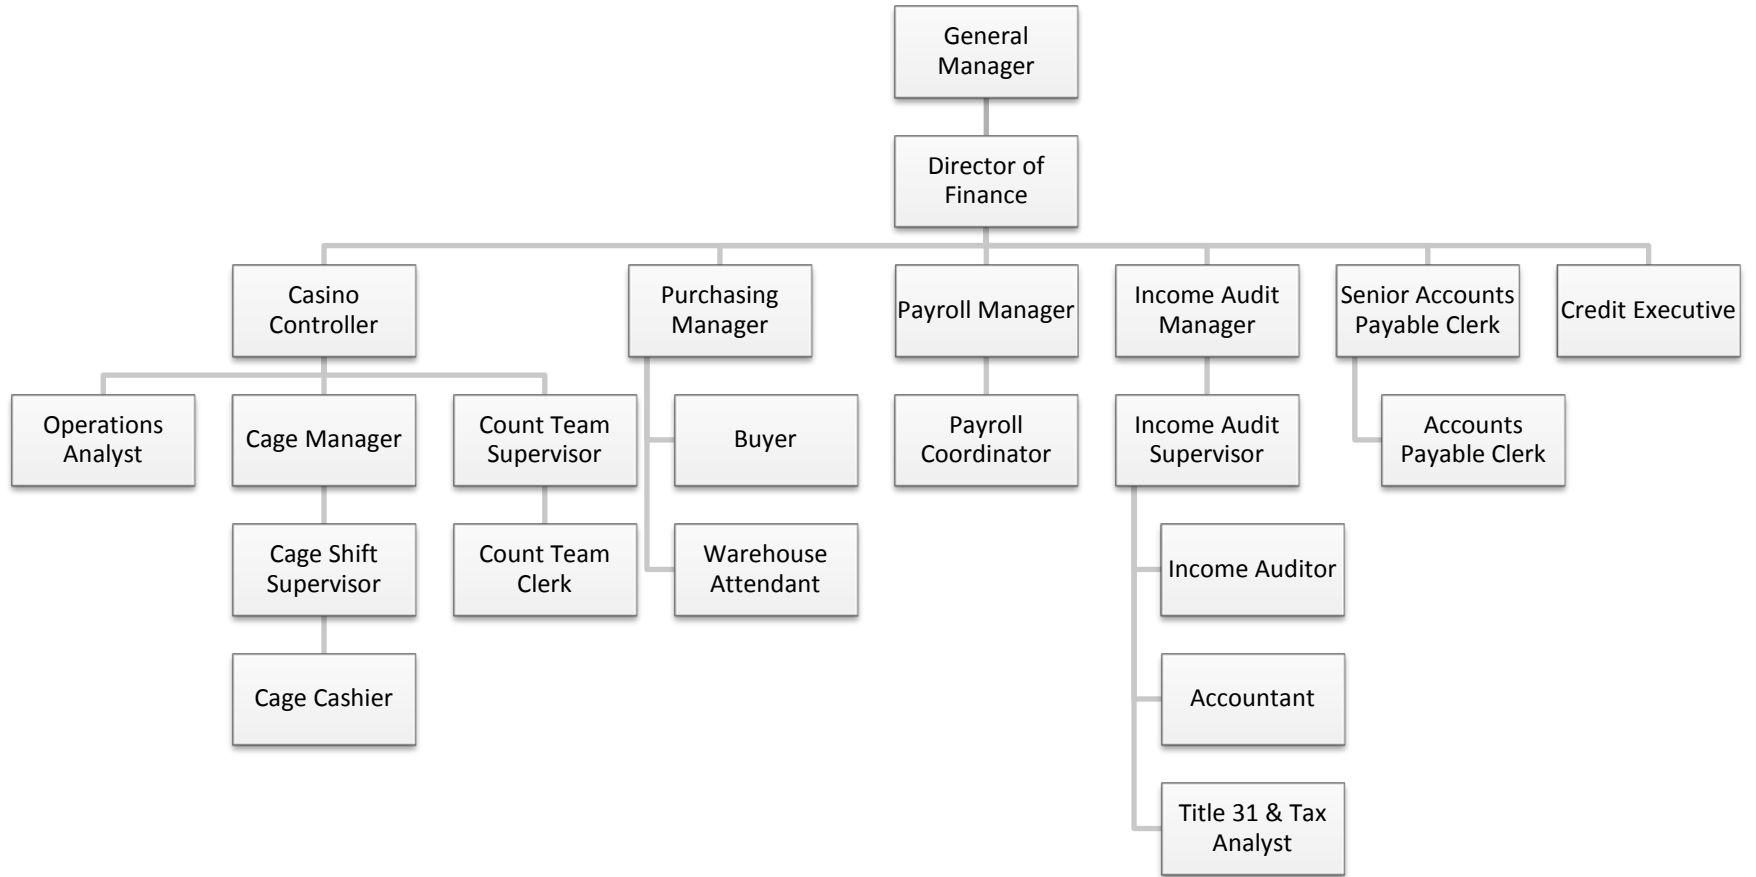 General
Manager
Director of
Finance
Casino
Controller
Purchasing
Manager
Payroll Manager
Income Audit
Manager
Senior Accounts
Payable Clerk
Credit Executive
Operations
Analyst
Cage Manager
Count Team
Supervisor
Buyer
Payroll
Coordinator
Income Audit
Supervisor
Accounts
Payable Clerk
Cage Shift
Supervisor
Count Team
Clerk
Warehouse
Attendant
Income Auditor
Cage Cashier
Accountant
Title 31 & Tax
Analyst